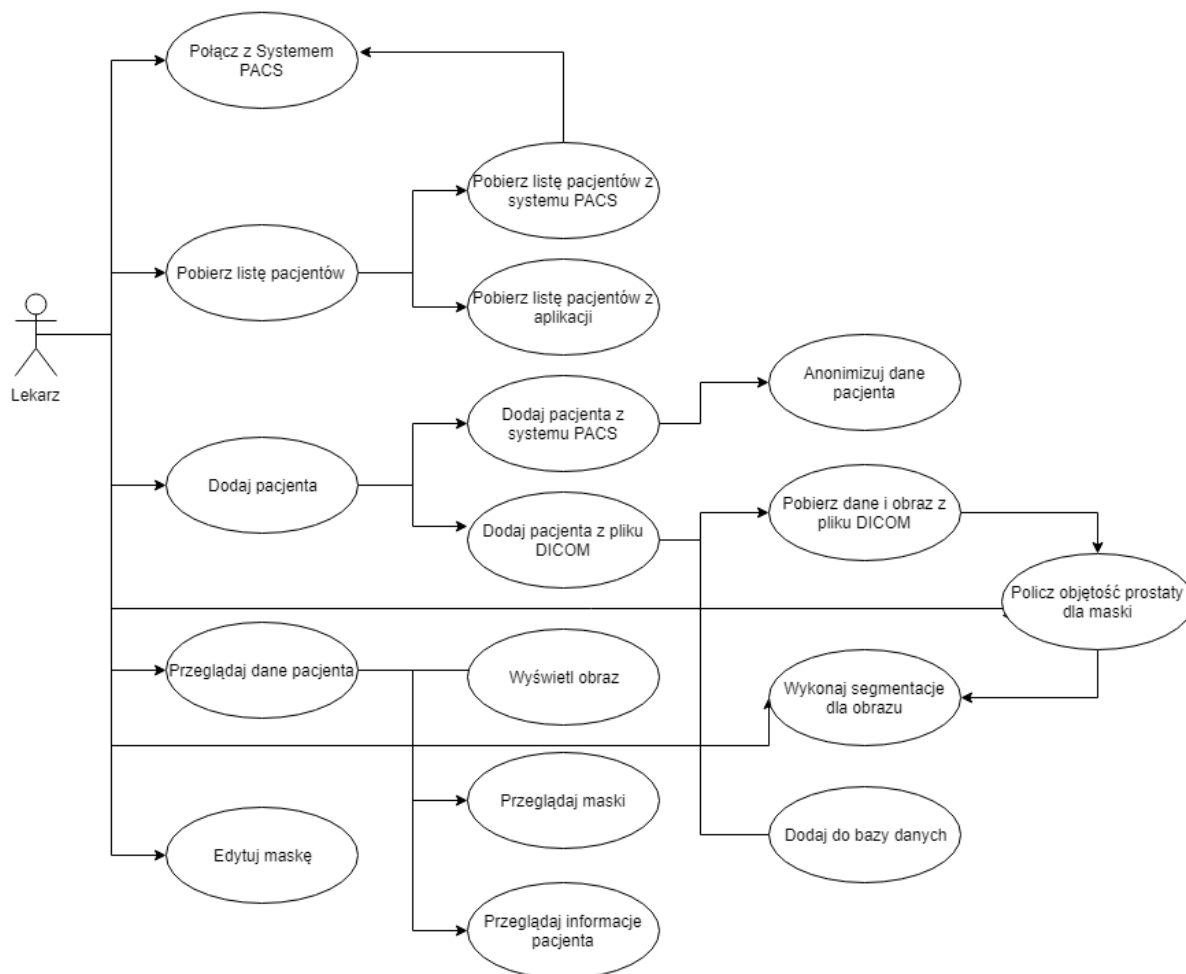 Połącz z Systemem
PACS
Pobierz listę pacjentów z
systemu PACS
Pobierz listę pacjentów
Pobierz listę pacjentów z
aplikacji
Lekarz
Anonimizuj dane
pacjenta
Dodaj pacjenta z
systemu PACS
Dodaj pacjenta
Dodaj pacjenta z pliku
DICOM
Pobierz dane i obraz z
pliku DICOM
Policz objętość prostaty
dla maski
Przeglądaj dane pacjenta
Wyświetl obraz
Wykonaj segmentacje
dla obrazu
Przeglądaj maski
Dodaj do bazy danych
Edytuj maskę
Przeglądaj informacje
pacjenta